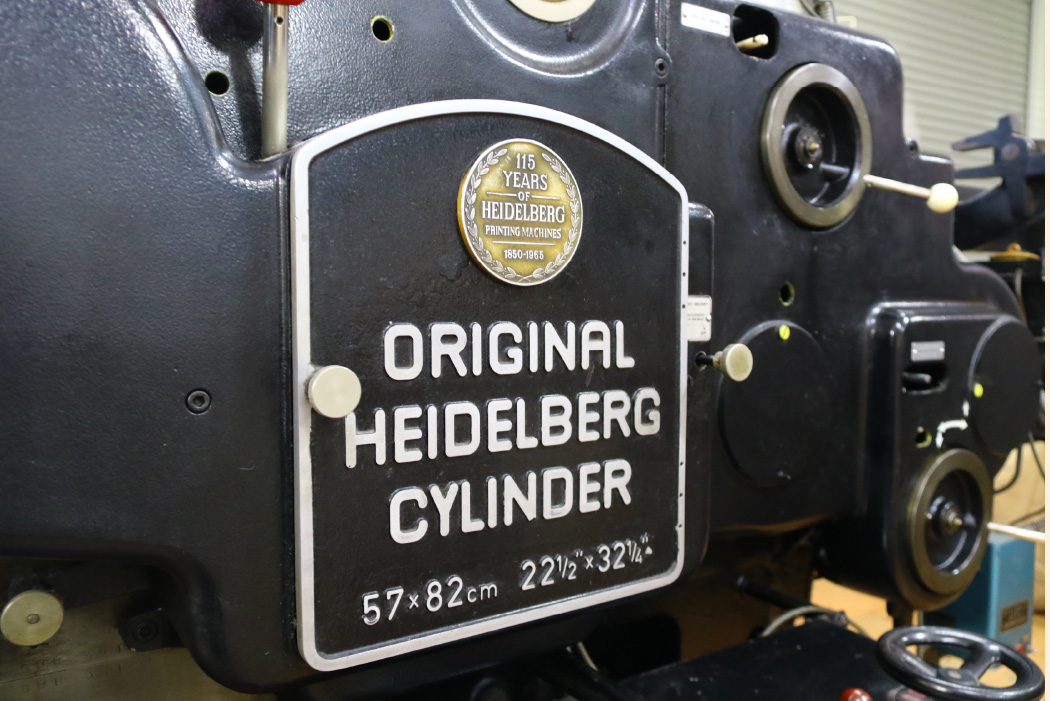 115
YEARS
OF
HEIDELBERG
PRINTING MACHINES
1850-1965
ORIGINAL
HEIDELBERG
CYLINDER
57×82cm 22½"×32¼"